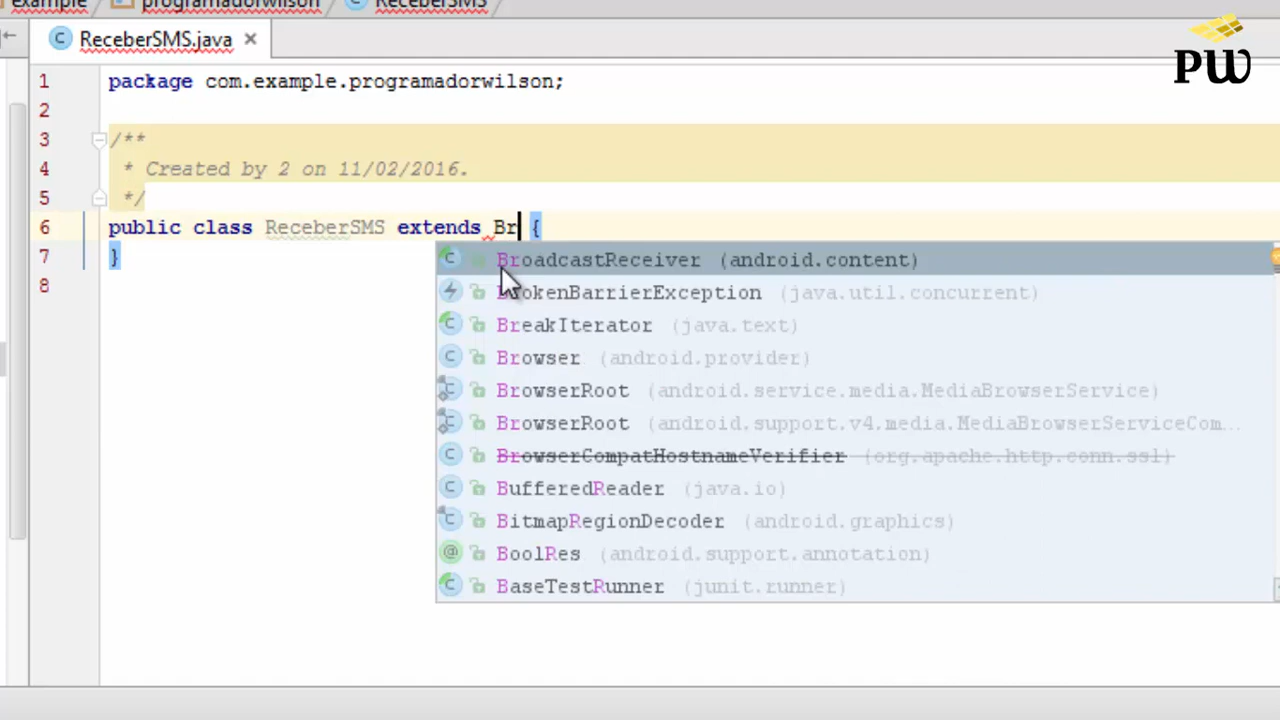 example programadorwilson ReceberSMS
PW
ReceberSMS.java
1 package com.example.programadorwilson;
2
3 /**
4 * Created by 2 on 11/02/2016.
5 */
6 public class ReceberSMS extends Br {
7 }
8
BroadcastReceiver (android.content)
BrokenBarrierException (java.util.concurrent)
BreakIterator (java.text)
Browser (android.provider)
BrowserRoot (android.service.media.MediaBrowserService)
BrowserRoot (android.support.v4.media.MediaBrowserServiceCom...
BrowserCompatHostnameVerifier (org.apache.http.conn.ssl)
BufferedReader (java.io)
BitmapRegionDecoder (android.graphics)
BoolRes (android.support.annotation)
BaseTestRunner (junit.runner)